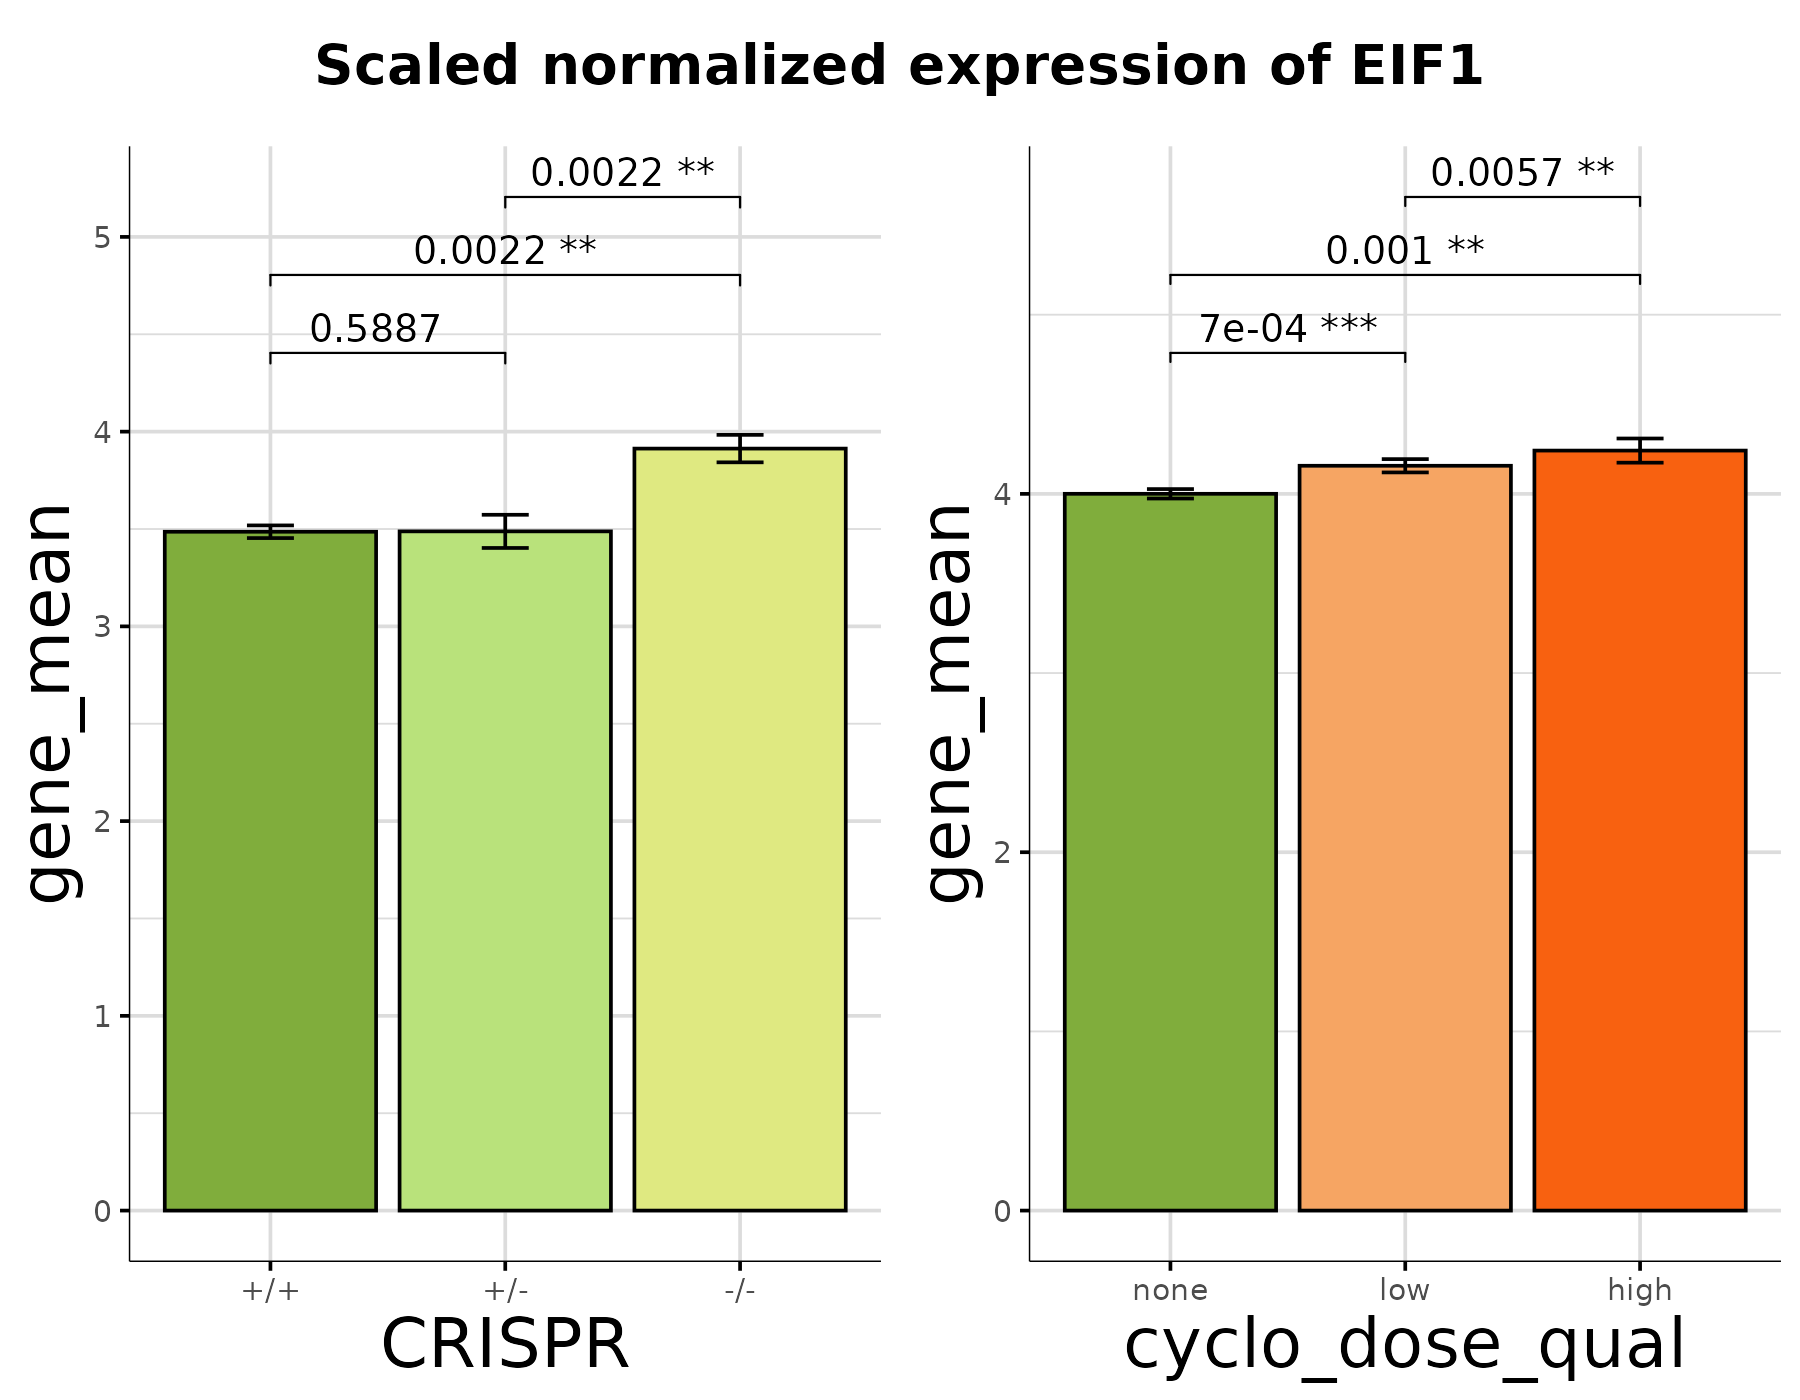 Scaled normalized expression of EIF1
gene_mean
5
4
3
2
1
0
0.0022 **
0.0022 **
0.5887
+/+
+/-
-/-
CRISPR
gene_mean
4
2
0
0.0057 **
0.001 **
7e-04 ***
none
low
high
cyclo_dose_qual